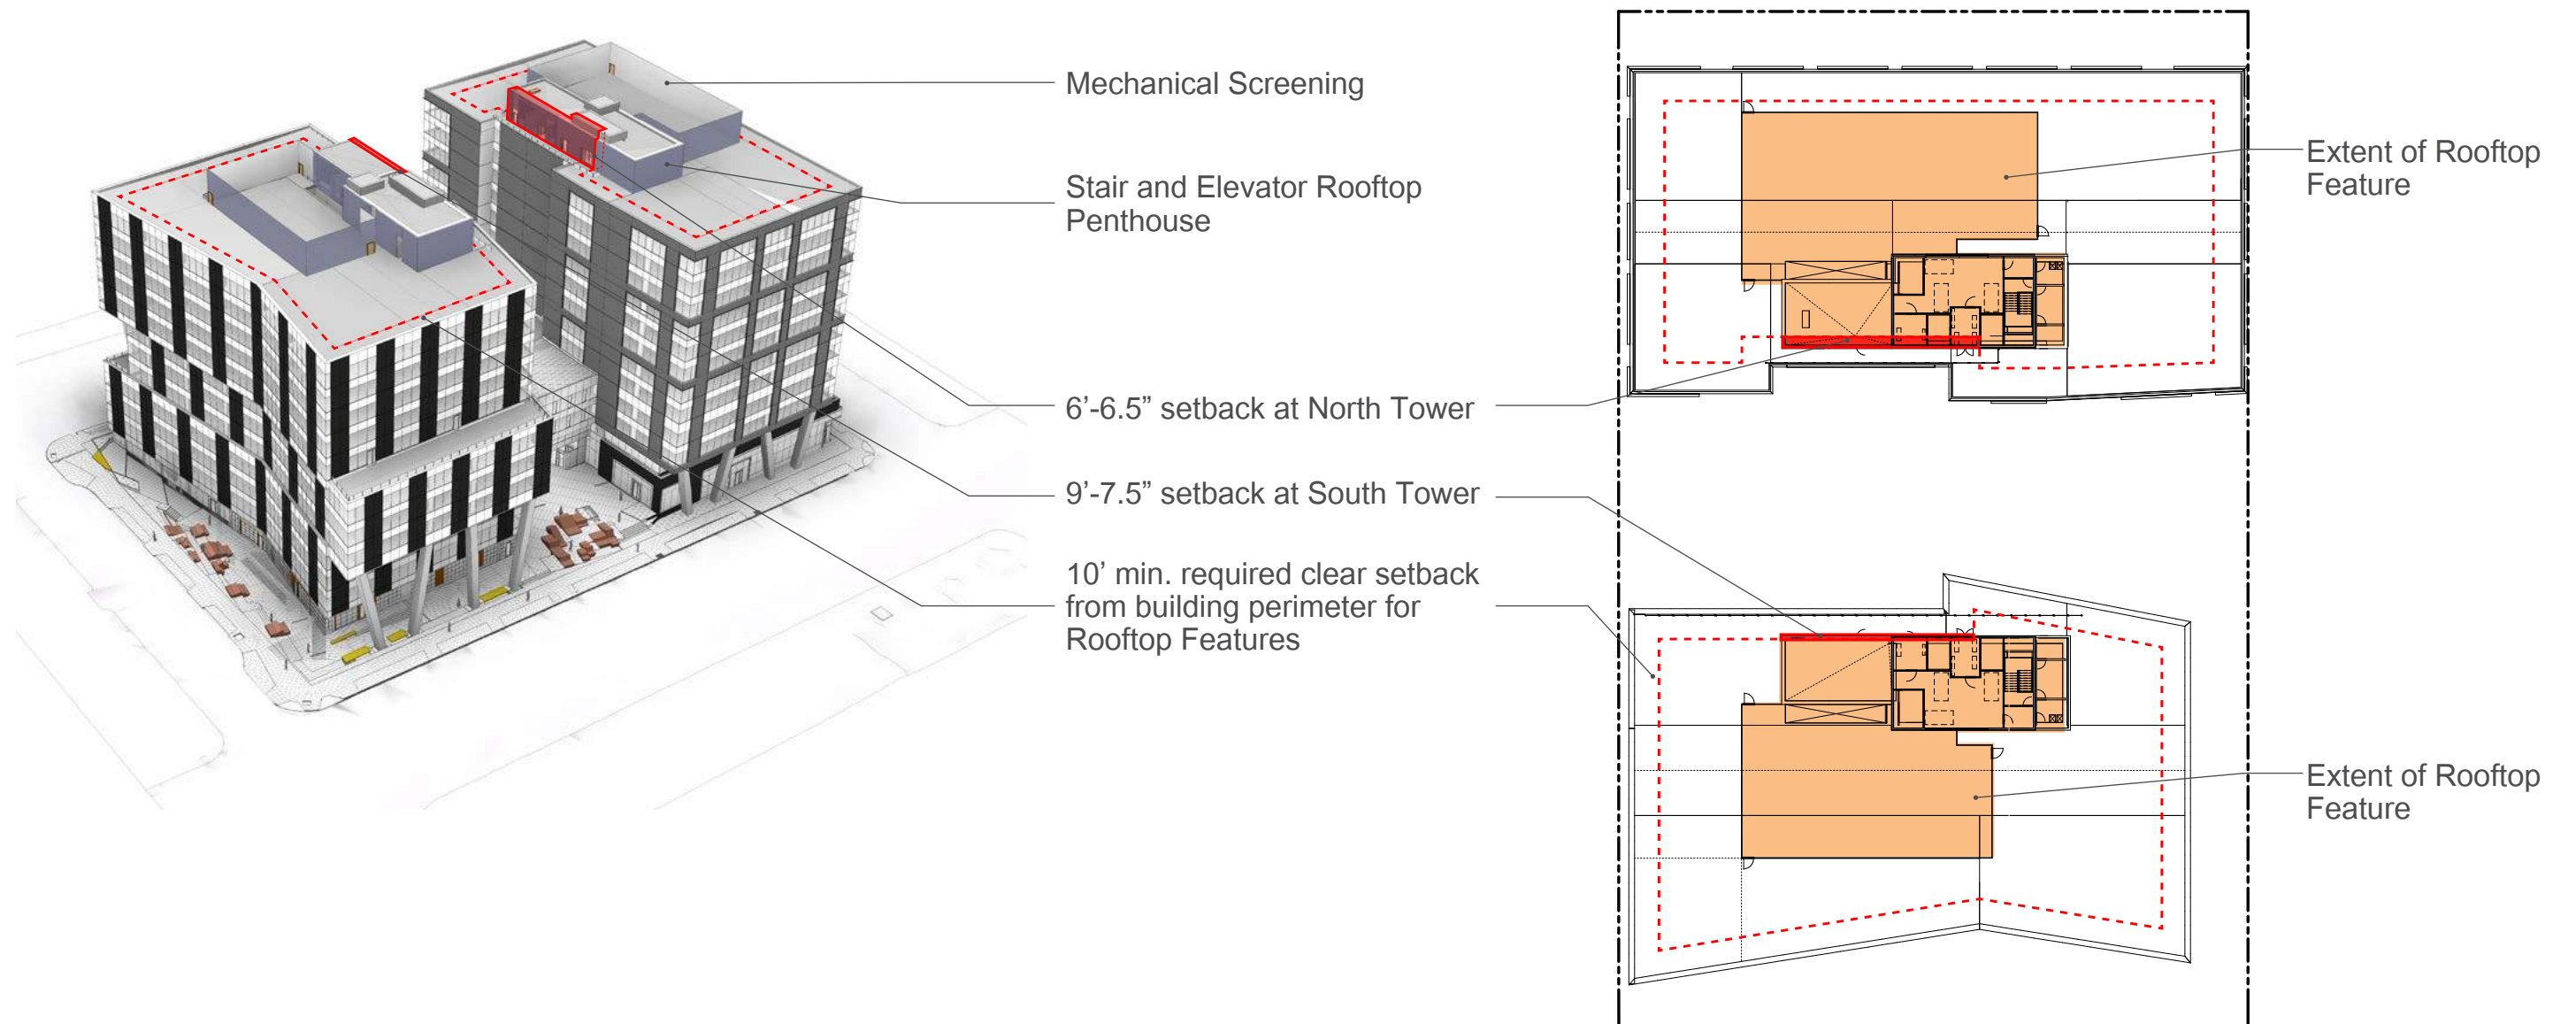 Mechanical Screening
Stair and Elevator Rooftop
Penthouse
6’-6.5” setback at North Tower
9’-7.5” setback at South Tower
10’ min. required clear setback
from building perimeter for
Rooftop Features
Extent of Rooftop
Feature
Extent of Rooftop
Feature